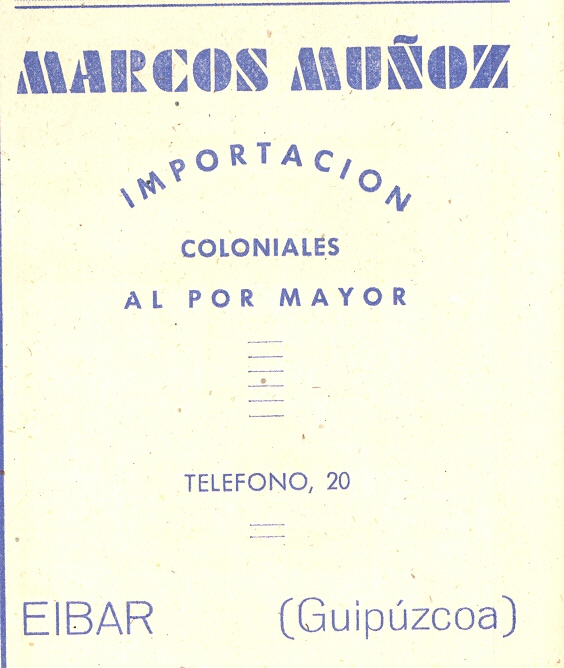 MARCOS MUÑOZ
IMPORTACION
COLONIALES
AL POR MAYOR
TELEFONO, 20
EIBAR (Guipúzcoa)